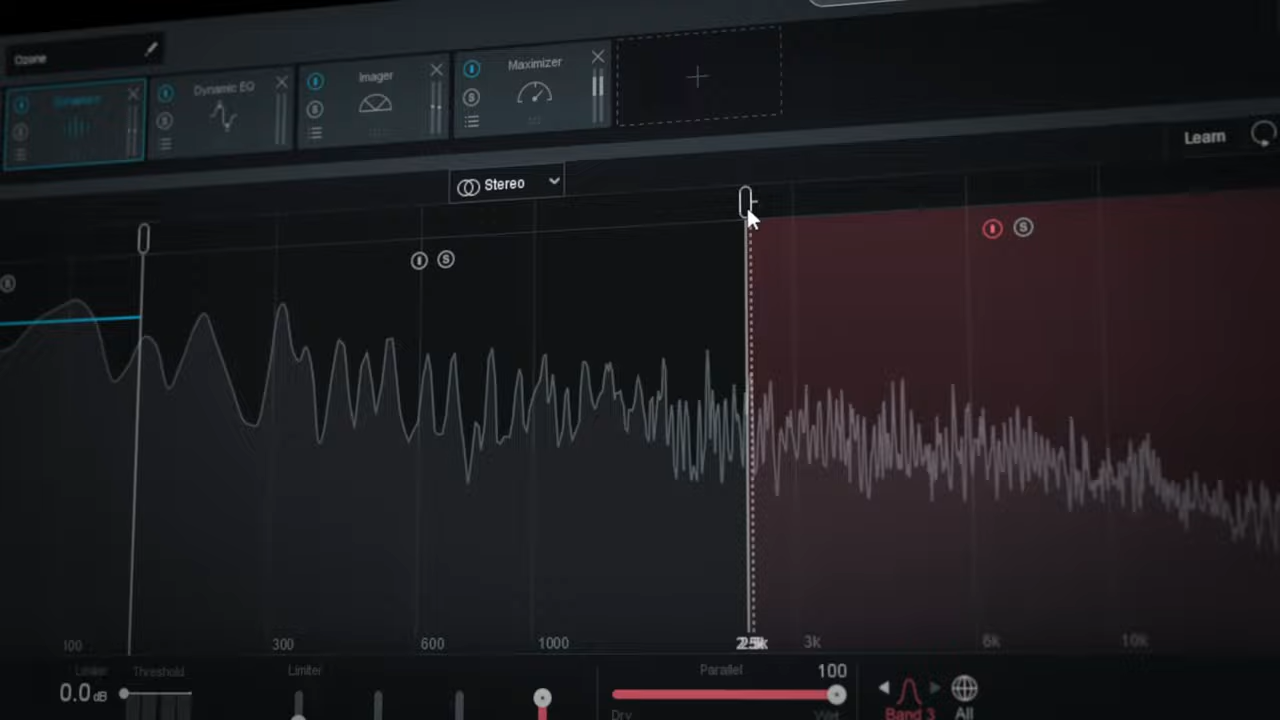 Ozone
Dynamic EQ
Imager
Maximizer
S
S
S
S
Learn
Stereo
S
S
S
100
300
600
1000
3k
6k
10k
Threshold
Limiter
Parallel
100
0.0 dB
Dry
Wet
Band 3
All